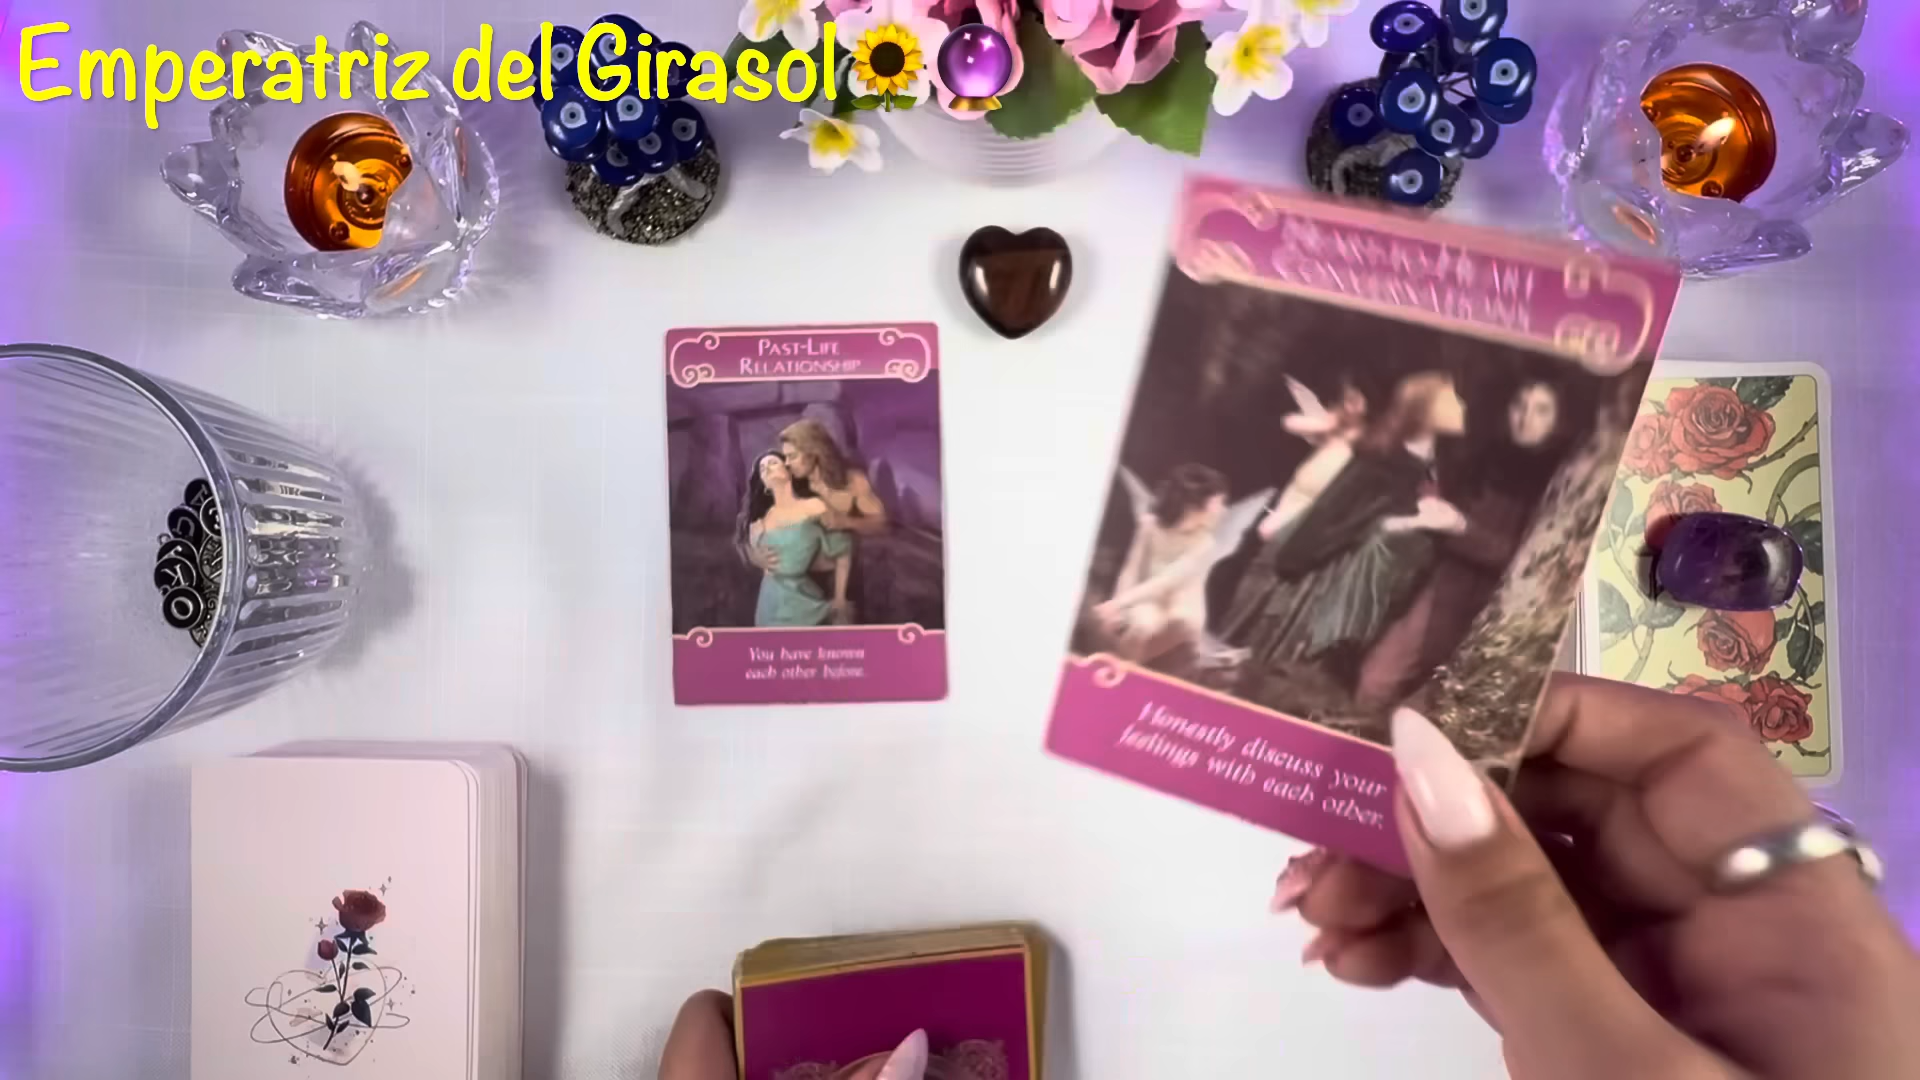 Emperatriz del Girasol
PAST-LIFE
RELATIONSHIP
You have known
each other before.
Honestly discuss your
feelings with each other.
O
K